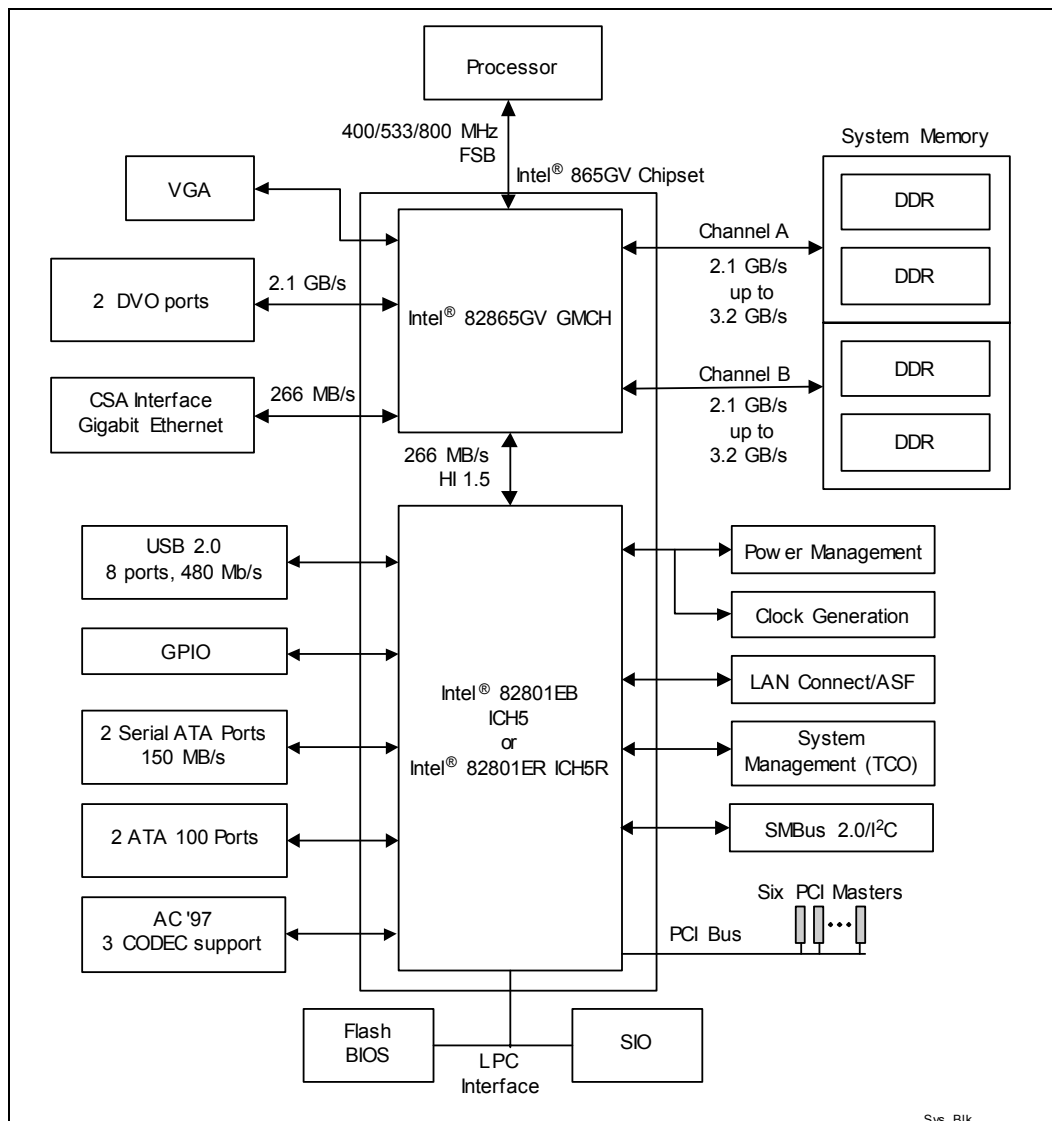 Processor
400/533/800 MHz
FSB
System Memory
Intel® 865GV Chipset
VGA
DDR
Channel A
2.1 GB/s
up to
3.2 GB/s
DDR
2 DVO ports
2.1 GB/s
Intel® 82865GV GMCH
DDR
Channel B
2.1 GB/s
up to
3.2 GB/s
DDR
CSA Interface
Gigabit Ethernet
266 MB/s
266 MB/s
HI 1.5
USB 2.0
8 ports, 480 Mb/s
Power Management
Clock Generation
GPIO
LAN Connect/ASF
Intel® 82801EB
ICH5
or
Intel® 82801ER ICH5R
2 Serial ATA Ports
150 MB/s
System
Management (TCO)
2 ATA 100 Ports
SMBus 2.0/I²C
Six PCI Masters
AC '97
3 CODEC support
PCI Bus
Flash
BIOS
LPC
Interface
SIO
Sys_Blk